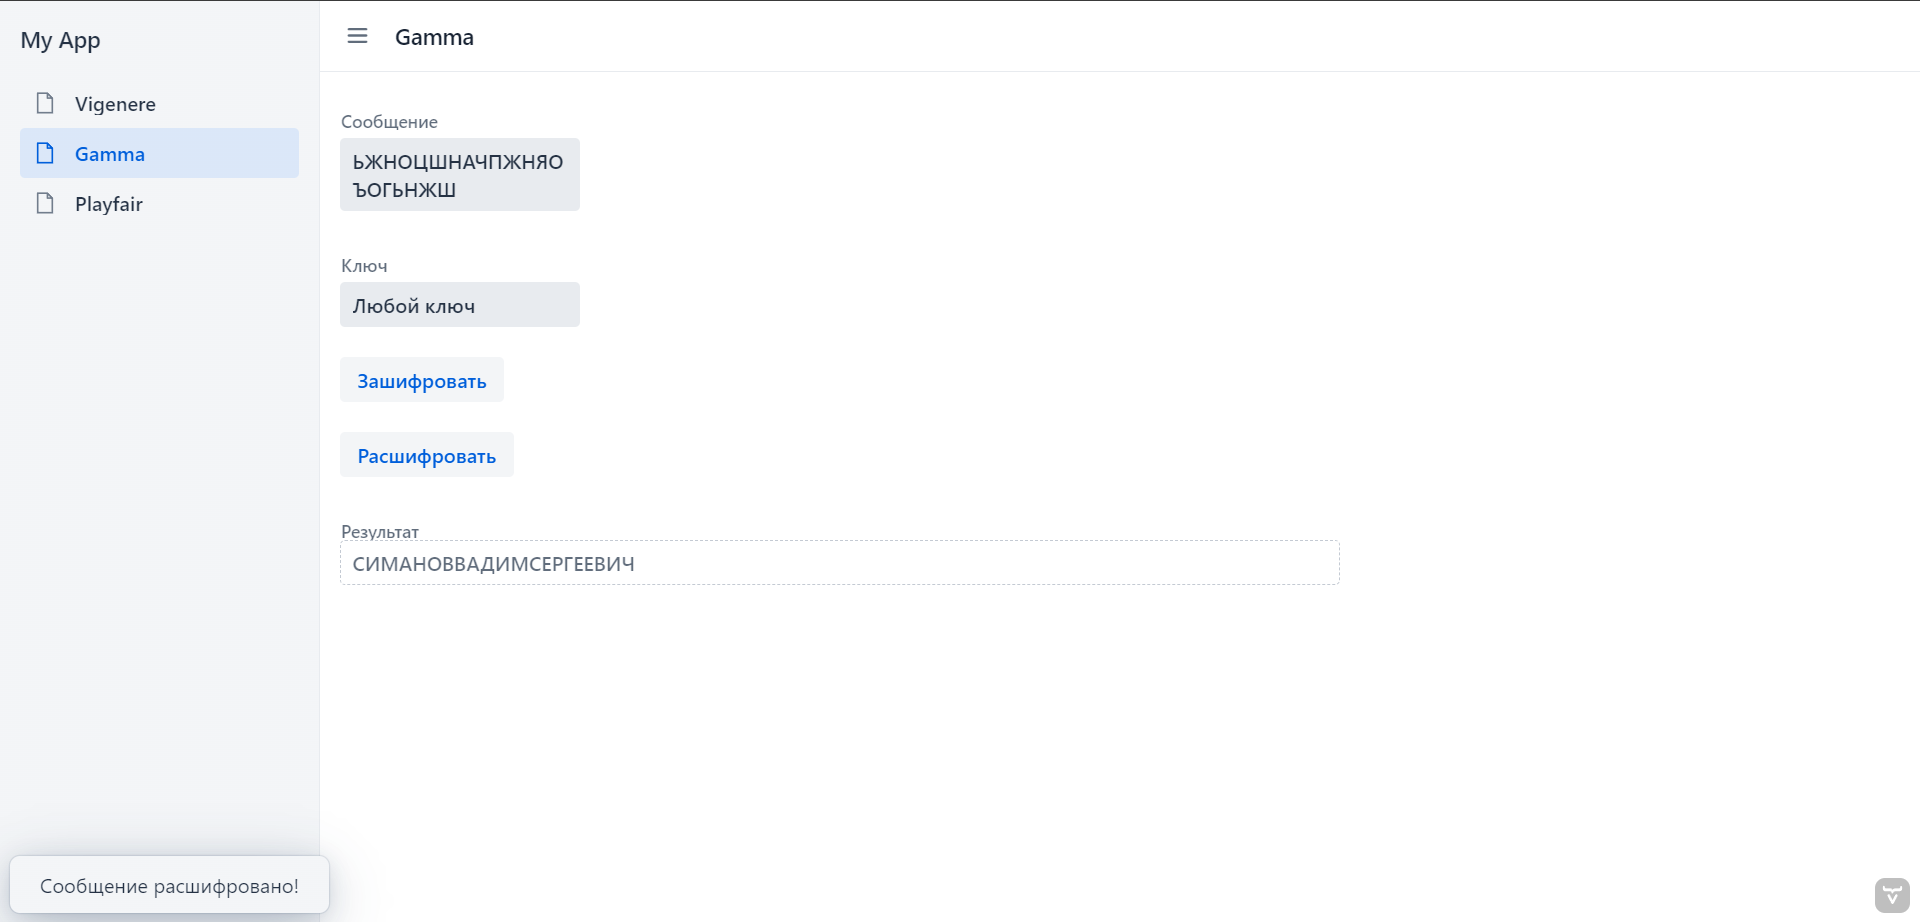 My App
Vigenere
Gamma
Playfair
Gamma
Сообщение
ЬЖНОЦШНАЧПЖНЯО
ЪОГЬНЖШ
Ключ
Любой ключ
Зашифровать
Расшифровать
Результат
СИМАНОВВАДИМСЕРГЕЕВИЧ
Сообщение расшифровано!